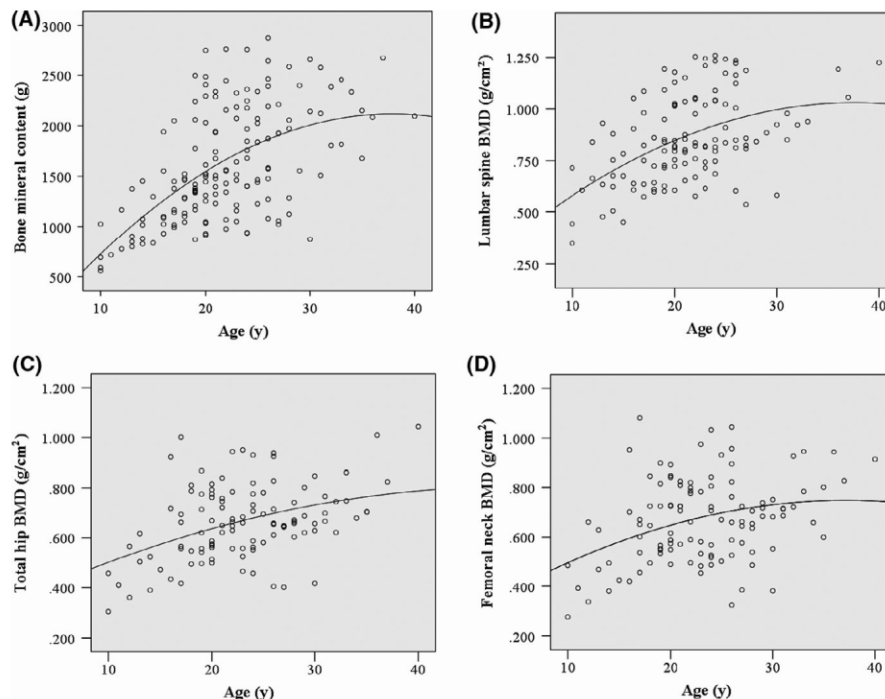 (A)
3000
2500
2000
1500
1000
500
Bone mineral content (g)
10 20 30 40
Age (y)
(B)
1.250
1.000
.750
.500
.250
Lumbar spine BMD (g/cm²)
10 20 30 40
Age (y)
(C)
1.200
1.000
.800
.600
.400
.200
Total hip BMD (g/cm²)
10 20 30 40
Age (y)
(D)
1.200
1.000
.800
.600
.400
.200
Femoral neck BMD (g/cm²)
10 20 30 40
Age (y)